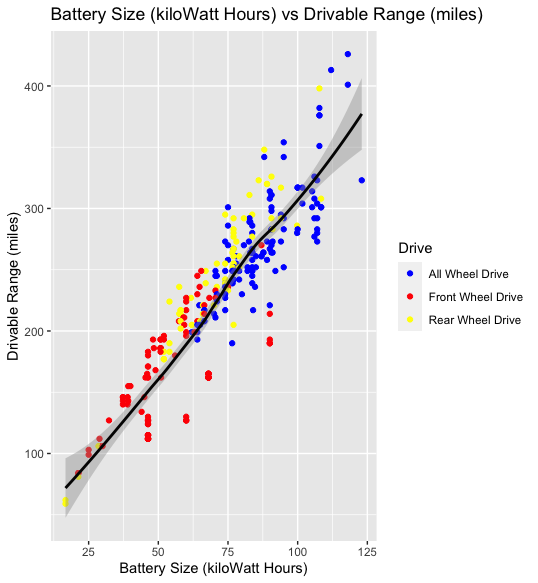 Battery Size (kiloWatt Hours) vs Drivable Range (miles)
400
300
200
100
Drivable Range (miles)
25 50 75 100 125
Battery Size (kiloWatt Hours)
Drive
All Wheel Drive
Front Wheel Drive
Rear Wheel Drive